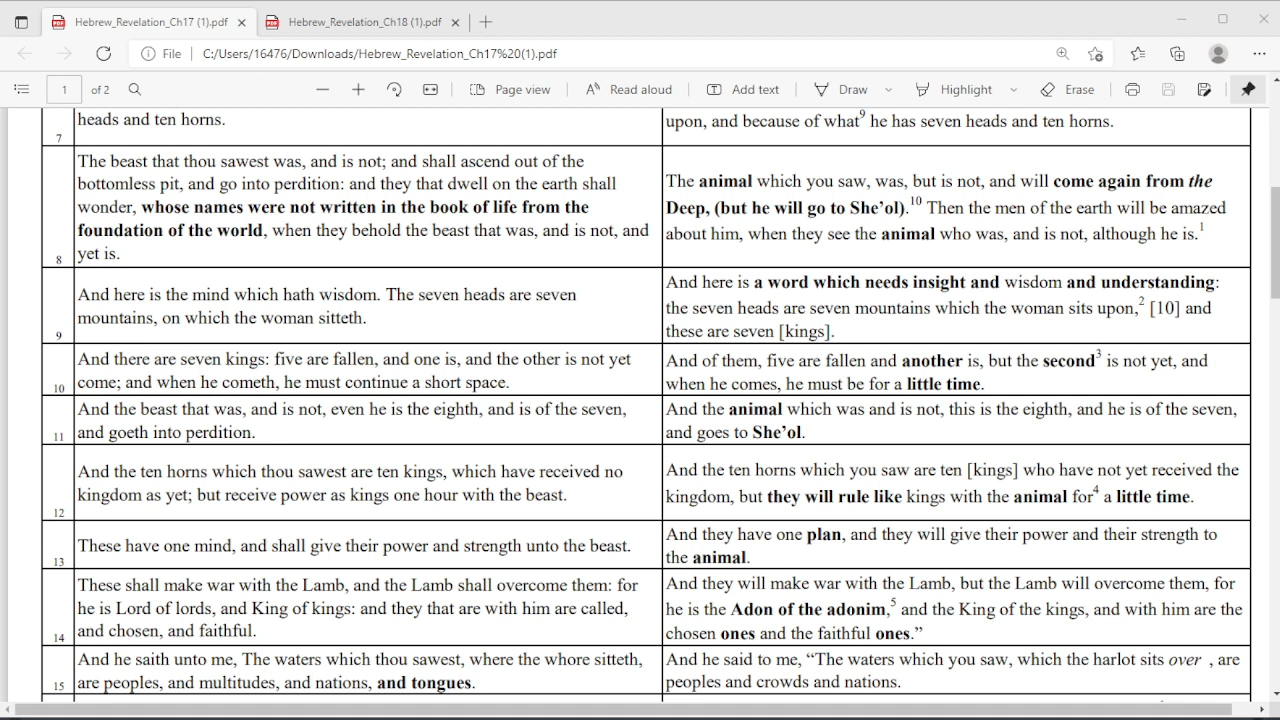 Hebrew_Revelation_Ch17 (1).pdf
Hebrew_Revelation_Ch18 (1).pdf
File
C:/Users/16476/Downloads/Hebrew_Revelation_Ch17%20(1).pdf
1 of 2
Page view
Read aloud
Add text
Draw
Highlight
Erase
heads and ten horns.
7
upon, and because of what9 he has seven heads and ten horns.
The beast that thou sawest was, and is not; and shall ascend out of the
bottomless pit, and go into perdition: and they that dwell on the earth shall
wonder, whose names were not written in the book of life from the
foundation of the world, when they behold the beast that was, and is not, and
8 yet is.
The animal which you saw, was, but is not, and will come again from the
Deep, (but he will go to She’ol).10 Then the men of the earth will be amazed
about him, when they see the animal who was, and is not, although he is.1
And here is the mind which hath wisdom. The seven heads are seven
mountains, on which the woman sitteth.
9
And here is a word which needs insight and wisdom and understanding:
the seven heads are seven mountains which the woman sits upon,2 [10] and
these are seven [kings].
And there are seven kings: five are fallen, and one is, and the other is not yet
10 come; and when he cometh, he must continue a short space.
And of them, five are fallen and another is, but the second3 is not yet, and
when he comes, he must be for a little time.
And the beast that was, and is not, even he is the eighth, and is of the seven,
11 and goeth into perdition.
And the animal which was and is not, this is the eighth, and he is of the seven,
and goes to She’ol.
And the ten horns which thou sawest are ten kings, which have received no
kingdom as yet; but receive power as kings one hour with the beast.
12
And the ten horns which you saw are ten [kings] who have not yet received the
kingdom, but they will rule like kings with the animal for4 a little time.
These have one mind, and shall give their power and strength unto the beast.
13
And they have one plan, and they will give their power and their strength to
the animal.
These shall make war with the Lamb, and the Lamb shall overcome them: for
he is Lord of lords, and King of kings: and they that are with him are called,
14 and chosen, and faithful.
And they will make war with the Lamb, but the Lamb will overcome them, for
he is the Adon of the adonim,5 and the King of the kings, and with him are the
chosen ones and the faithful ones.”
And he saith unto me, The waters which thou sawest, where the whore sitteth,
15 are peoples, and multitudes, and nations, and tongues.
And he said to me, “The waters which you saw, which the harlot sits over , are
peoples and crowds and nations.